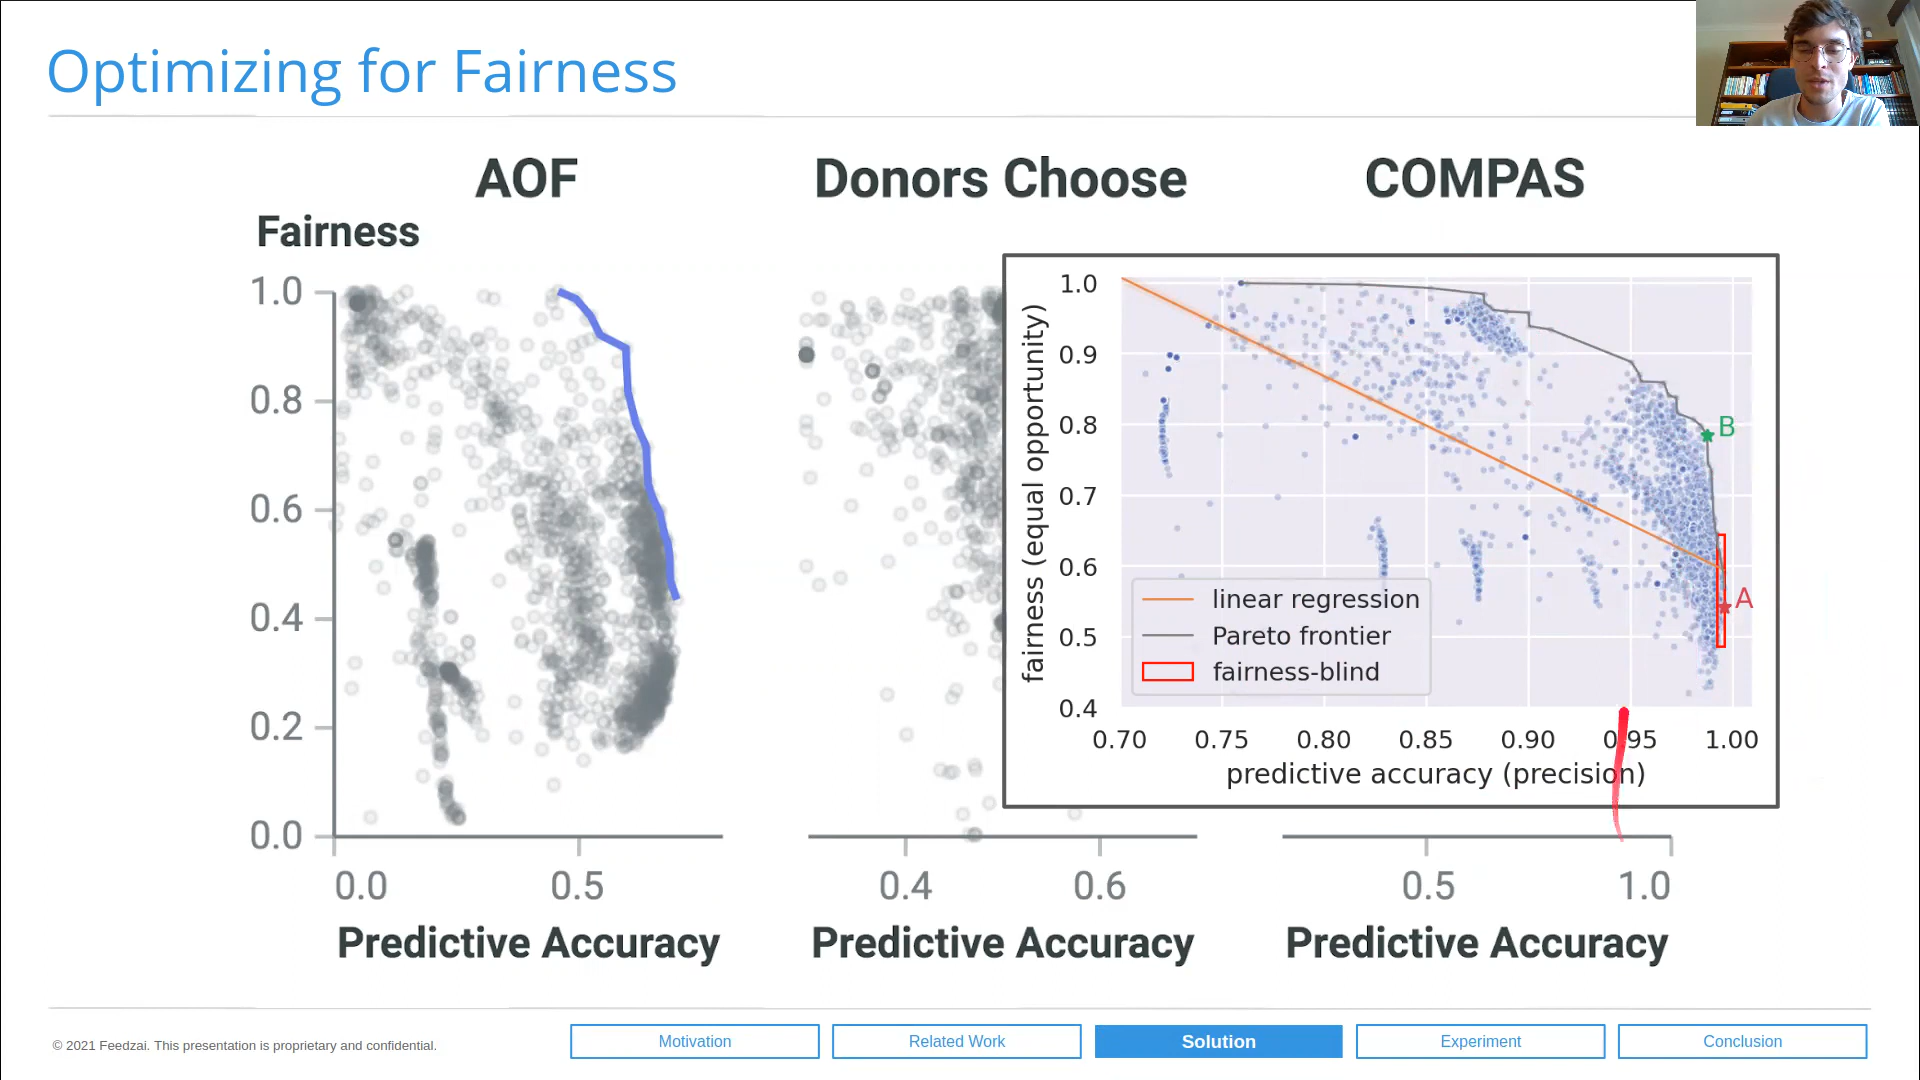 Optimizing for Fairness
AOF
Donors Choose
COMPAS
Fairness
1.0
0.8
0.6
0.4
0.2
0.0
0.0 0.5
Predictive Accuracy
0.4 0.6
Predictive Accuracy
0.5 1.0
Predictive Accuracy
fairness (equal opportunity)
1.0
0.9
0.8
0.7
0.6
0.5
0.4
B
A
linear regression
Pareto frontier
fairness-blind
0.70 0.75 0.80 0.85 0.90 0.95 1.00
predictive accuracy (precision)
© 2021 Feedzai. This presentation is proprietary and confidential.
Motivation
Related Work
Solution
Experiment
Conclusion